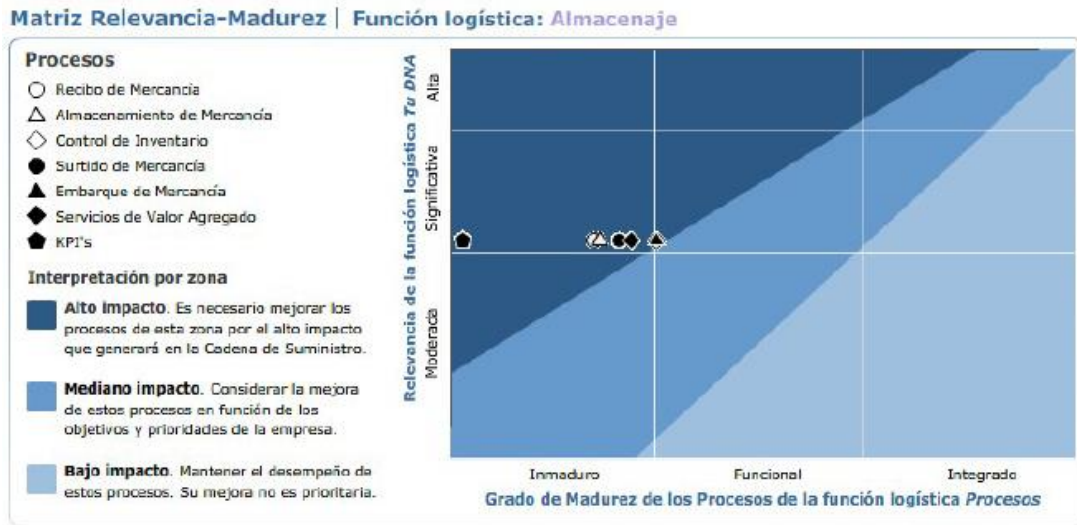 Matriz Relevancia-Madurez | Función logística: Almacenaje
Procesos
Recibo de Mercancía
Almacenamiento de Mercancía
Control de Inventario
Surtido de Mercancía
Embarque de Mercancía
Servicios de Valor Agregado
KPI's
Interpretación por zona
Alto impacto. Es necesario mejorar los
procesos de esta zona por el alto impacto
que generará en la Cadena de Suministro.
Mediano impacto. Considerar la mejora
de estos procesos en función de los
objetivos y prioridades de la empresa.
Bajo impacto. Mantener el desempeño de
estos procesos. Su mejora no es prioritaria.
Relevancia de la función logística Tu DNA
Alta
Significativa
Moderada
Inmaduro
Funcional
Integrado
Grado de Madurez de los Procesos de la función logística Procesos